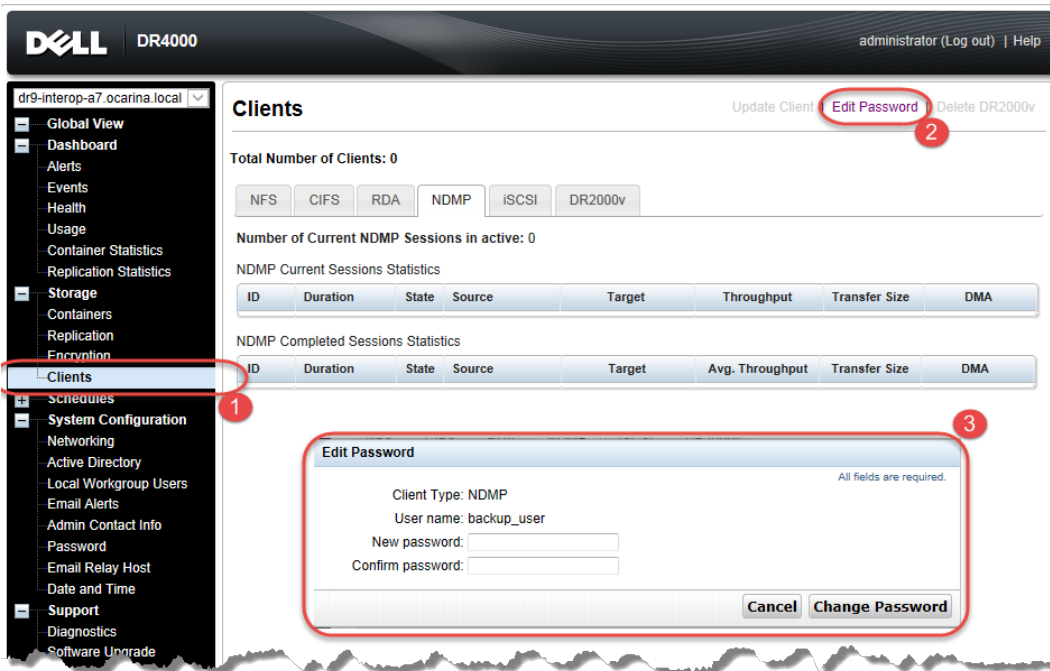 DELL DR4000
administrator (Log out) | Help
dr9-interop-a7.ocarina.local
Global View
Dashboard
Alerts
Events
Health
Usage
Container Statistics
Replication Statistics
Storage
Containers
Replication
Encryption
Clients
1
Schedules
System Configuration
Networking
Active Directory
Local Workgroup Users
Email Alerts
Admin Contact Info
Password
Email Relay Host
Date and Time
Support
Diagnostics
Software Upgrade
Clients
Update Client | Edit Password | Delete DR2000v
2
Total Number of Clients: 0
NFS CIFS RDA NDMP iSCSI DR2000v
Number of Current NDMP Sessions in active: 0
NDMP Current Sessions Statistics
ID Duration State Source Target Throughput Transfer Size DMA
NDMP Completed Sessions Statistics
ID Duration State Source Target Avg. Throughput Transfer Size DMA
3
Edit Password
All fields are required.
Client Type: NDMP
User name: backup_user
New password:
Confirm password:
Cancel Change Password